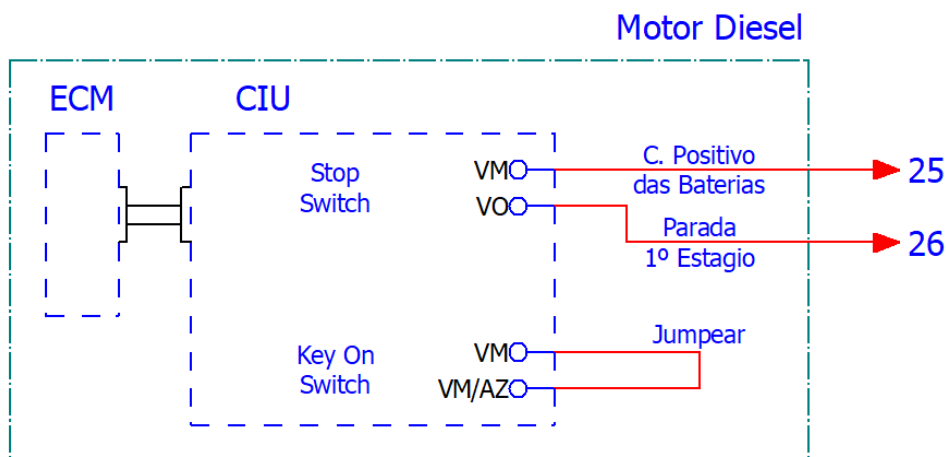 Motor Diesel
ECM
CIU
Stop
Switch
VM
C. Positivo
das Baterias
25
VO
Parada
1º Estagio
26
Key On
Switch
VM
Jumpear
VM/AZ